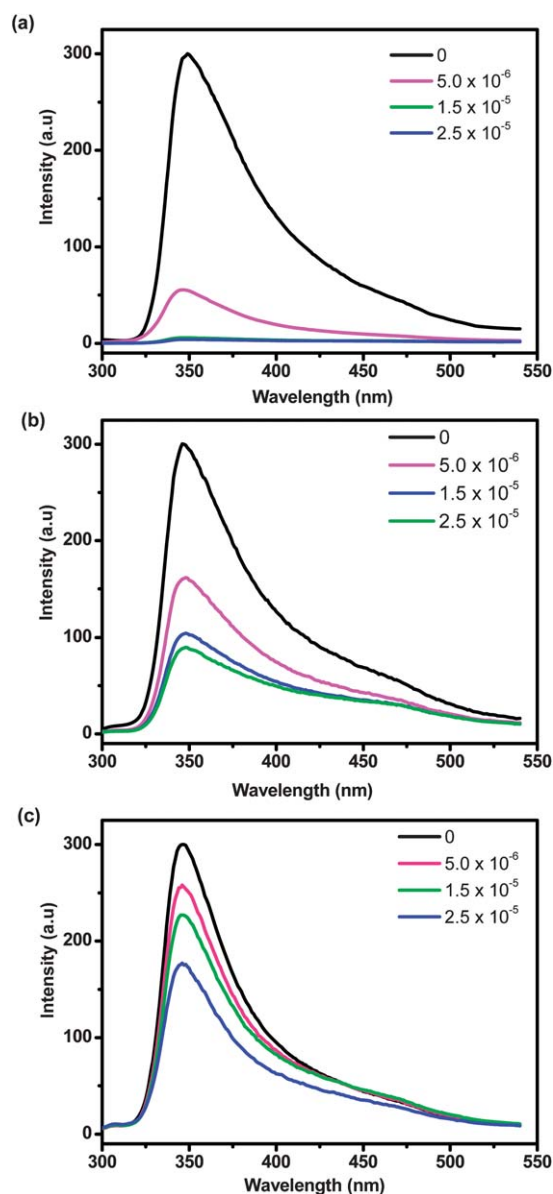 (a)
300
200
100
0
Intensity (a.u)
0
5.0 x 10⁻⁶
1.5 x 10⁻⁵
2.5 x 10⁻⁵
300 350 400 450 500 550
Wavelength (nm)
(b)
300
200
100
0
Intensity (a.u)
0
5.0 x 10⁻⁶
1.5 x 10⁻⁵
2.5 x 10⁻⁵
300 350 400 450 500 550
Wavelength (nm)
(c)
300
200
100
0
Intensity (a.u)
0
5.0 x 10⁻⁶
1.5 x 10⁻⁵
2.5 x 10⁻⁵
300 350 400 450 500 550
Wavelength (nm)